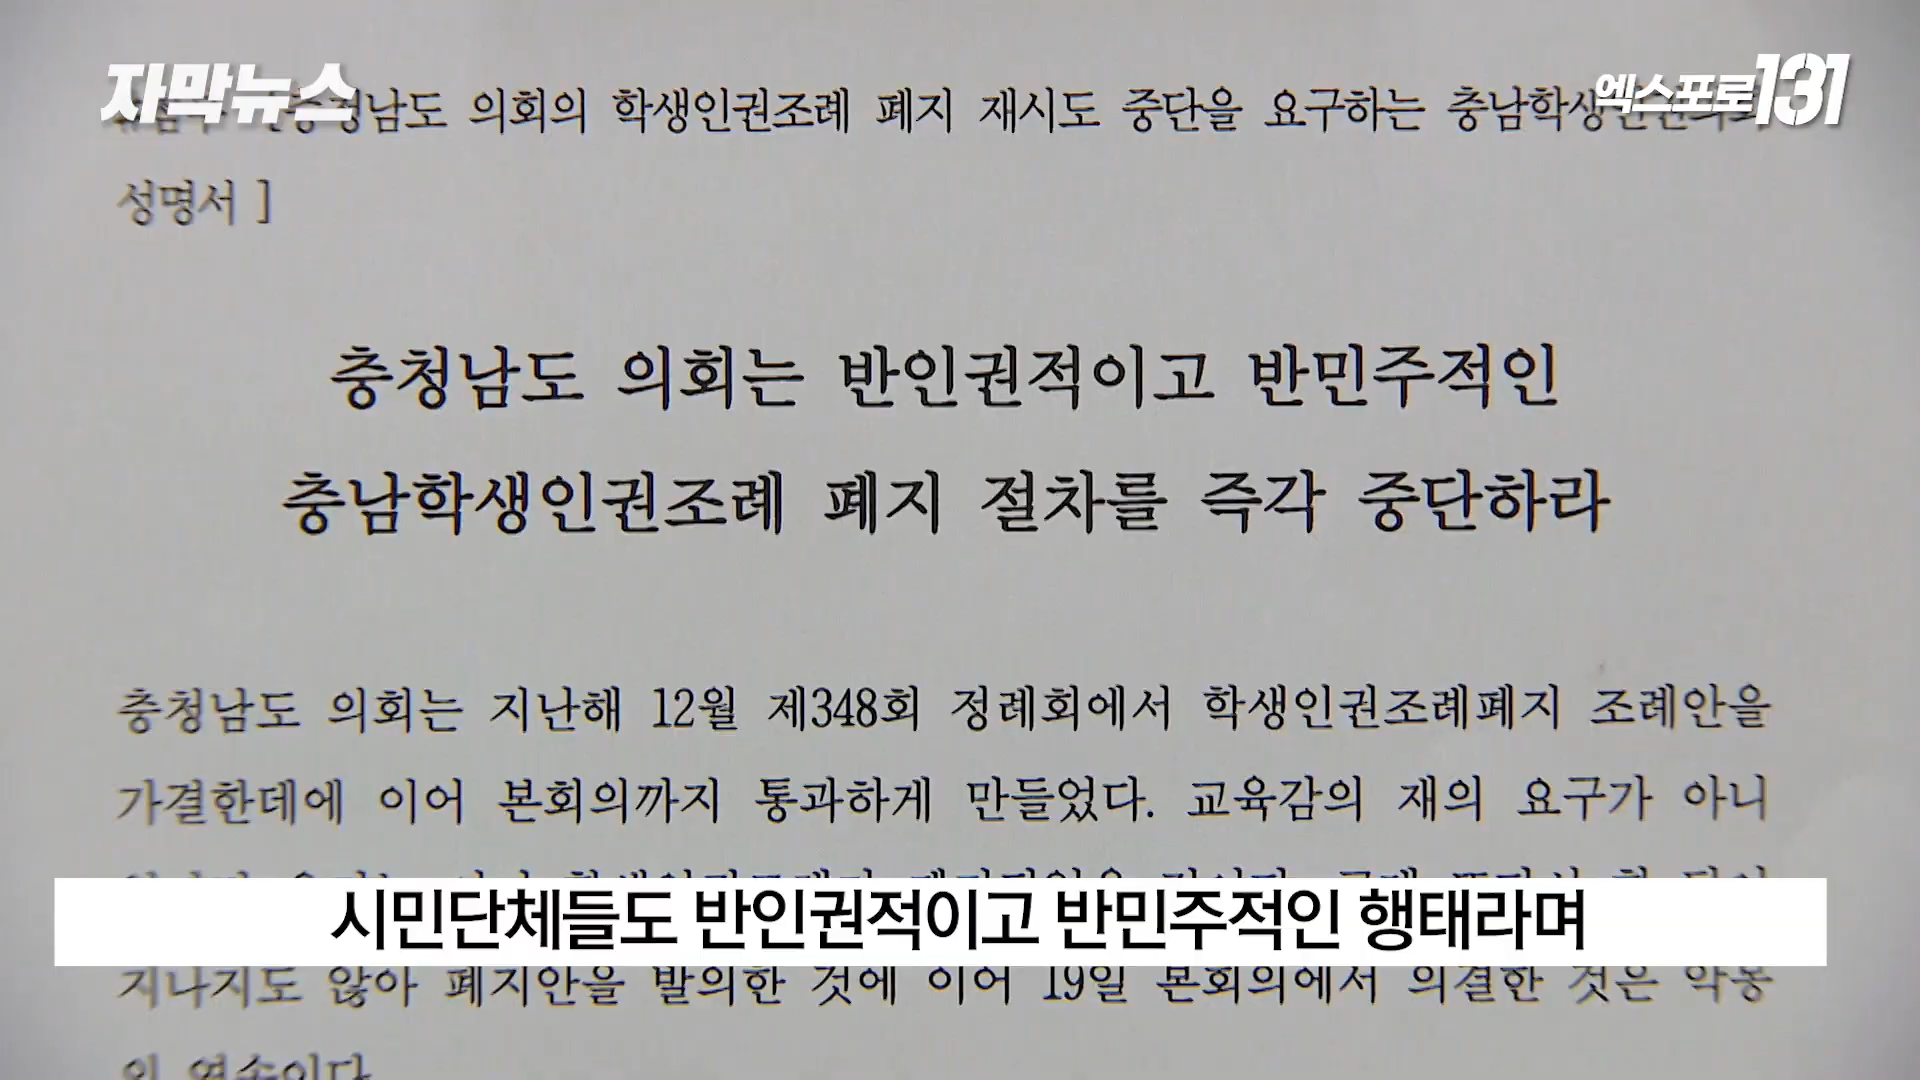 자막뉴스
엑스포로131
의회의 학생인권조례 폐지 재시도 중단을 요구하는
성명서 ]
충청남도 의회는 반인권적이고 반민주적인
충남학생인권조례 폐지 절차를 즉각 중단하라
충청남도 의회는 지난해 12월 제348회 정례회에서 학생인권조례폐지 조례안을
가결한데에 이어 본회의까지 통과하게 만들었다. 교육감의 재의 요구가 아니
시민단체들도 반인권적이고 반민주적인 행태라며
지나지도 않아 폐지안을 발의한 것에 이어 19일 본회의에서 의결한 것은 악몽
의 연속이다.